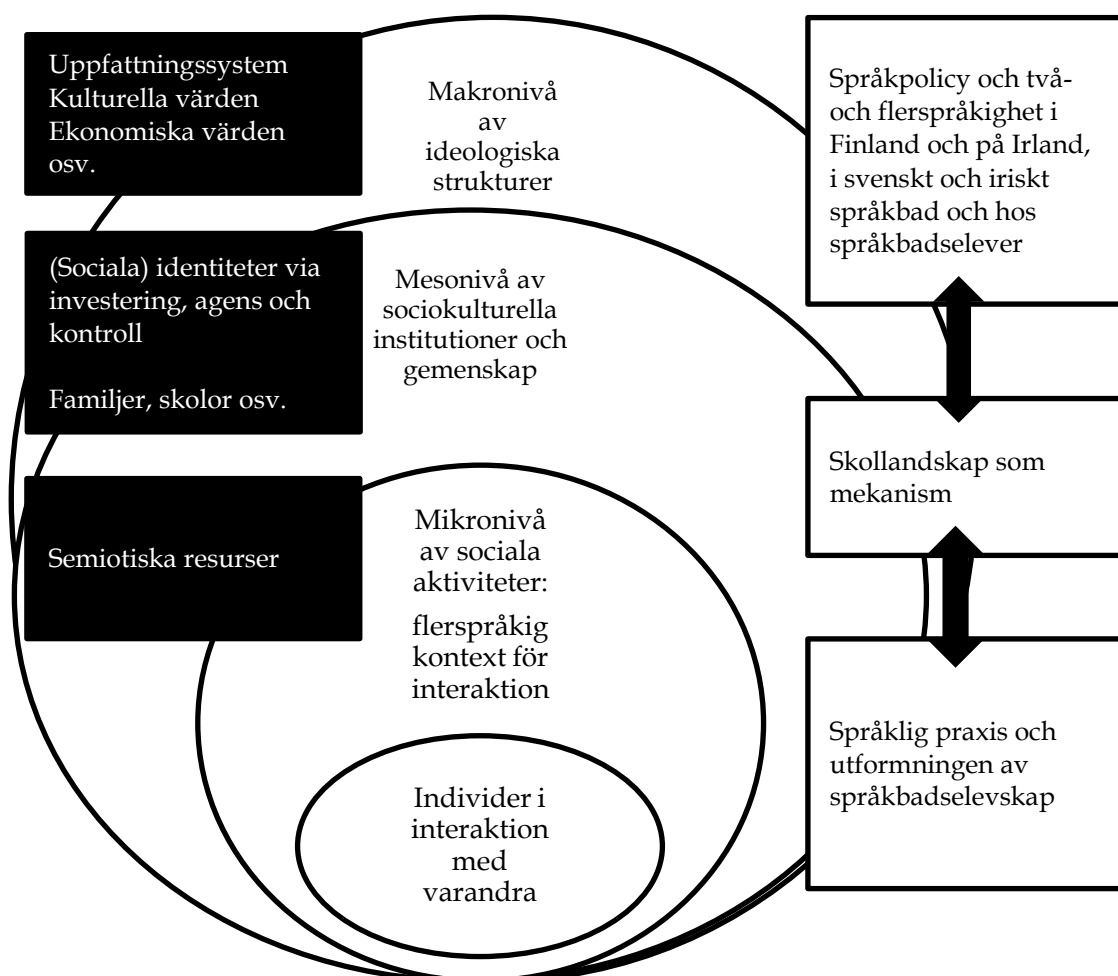 Uppfattningssystem
Kulturella värden
Ekonomiska värden
osv.
Makronivå
av
ideologiska
strukturer
Språkpolicy och två-
och flerspråkighet i
Finland och på Irland,
i svenskt och iriskt
språkbad och hos
språkbadselever
(Sociala) identiteter via
investering, agens och
kontroll
Familjer, skolor osv.
Mesonivå av
sociokulturella
institutioner och
gemenskap
Skollandskap som
mekanism
Semiotiska resurser
Mikronivå
av sociala
aktiviteter:
flerspråkig
kontext för
interaktion
Språklig praxis och
utformningen av
språkbadselevskap
Individer i
interaktion
med
varandra